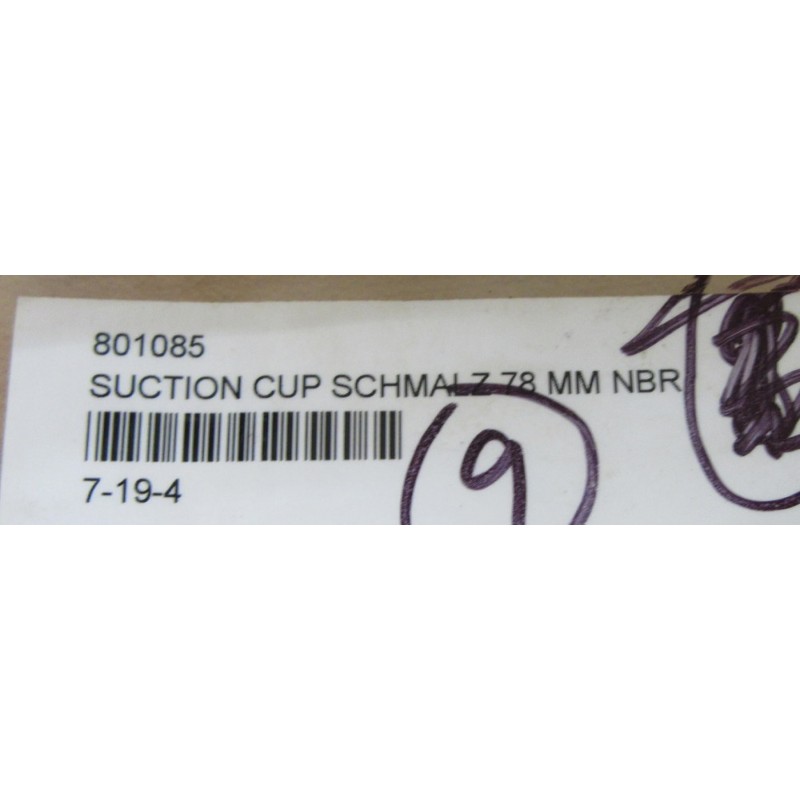 801085
SUCTION CUP SCHMALZ 78 MM NBR
7-19-4
9